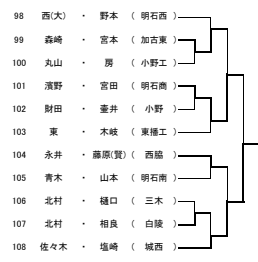 98 西(大) ・ 野本 ( 明石西 )
99 森崎 ・ 宮本 ( 加古東 )
100 丸山 ・ 房 ( 小野工 )
101 濱野 ・ 宮田 ( 明石商 )
102 財田 ・ 壷井 ( 小野 )
103 東 ・ 木岐 ( 東播工 )
104 永井 ・ 藤原(賢) ( 西脇 )
105 青木 ・ 山本 ( 明石南 )
106 北村 ・ 樋口 ( 三木 )
107 北村 ・ 相良 ( 白陵 )
108 佐々木 ・ 塩崎 ( 城西 )